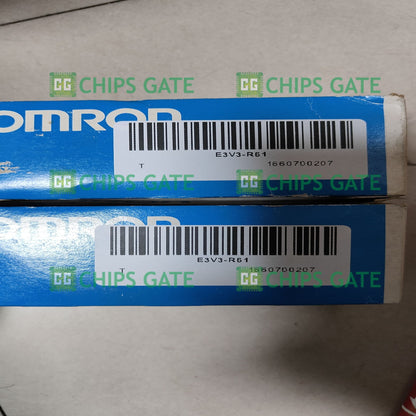 CHIPS GATE CHIPS GATE
OMRON
E3V3-R61
T 1660700207
CHIPS GATE CHIPS GATE
OMRON
E3V3-R61
T 1660700207
CHIPS GATE CHIPS GATE